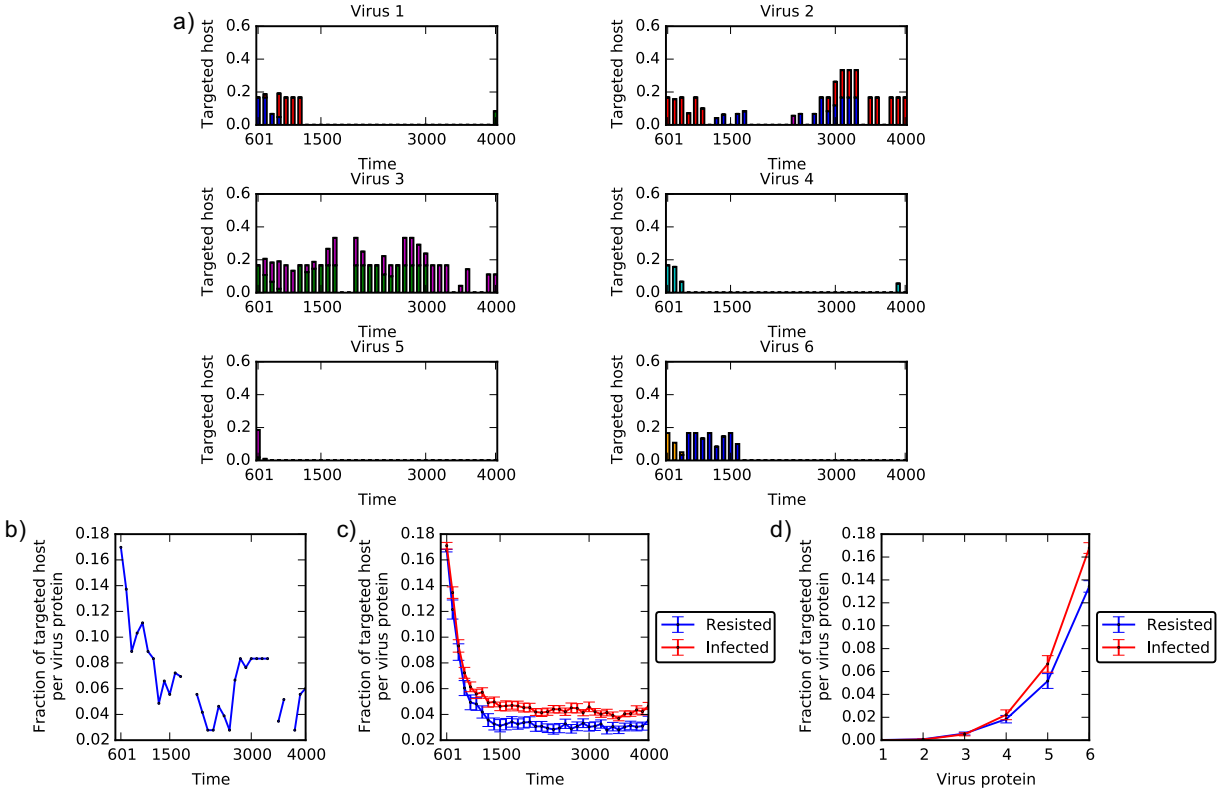 a)
Virus 1
Targeted host
0.6
0.4
0.2
0.0
601
1500
3000
4000
Time
Virus 2
Targeted host
0.6
0.4
0.2
0.0
601
1500
3000
4000
Time
Virus 3
Targeted host
0.6
0.4
0.2
0.0
601
1500
3000
4000
Time
Virus 4
Targeted host
0.6
0.4
0.2
0.0
601
1500
3000
4000
Time
Virus 5
Targeted host
0.6
0.4
0.2
0.0
601
1500
3000
4000
Time
Virus 6
Targeted host
0.6
0.4
0.2
0.0
601
1500
3000
4000
Time
b)
Fraction of targeted host
per virus protein
0.18
0.16
0.14
0.12
0.10
0.08
0.06
0.04
0.02
601
1500
3000
4000
Time
c)
Fraction of targeted host
per virus protein
0.18
0.16
0.14
0.12
0.10
0.08
0.06
0.04
0.02
601
1500
3000
4000
Time
Resisted
Infected
d)
Fraction of targeted host
per virus protein
0.18
0.16
0.14
0.12
0.10
0.08
0.06
0.04
0.02
0.00
1
2
3
4
5
6
Virus protein
Resisted
Infected